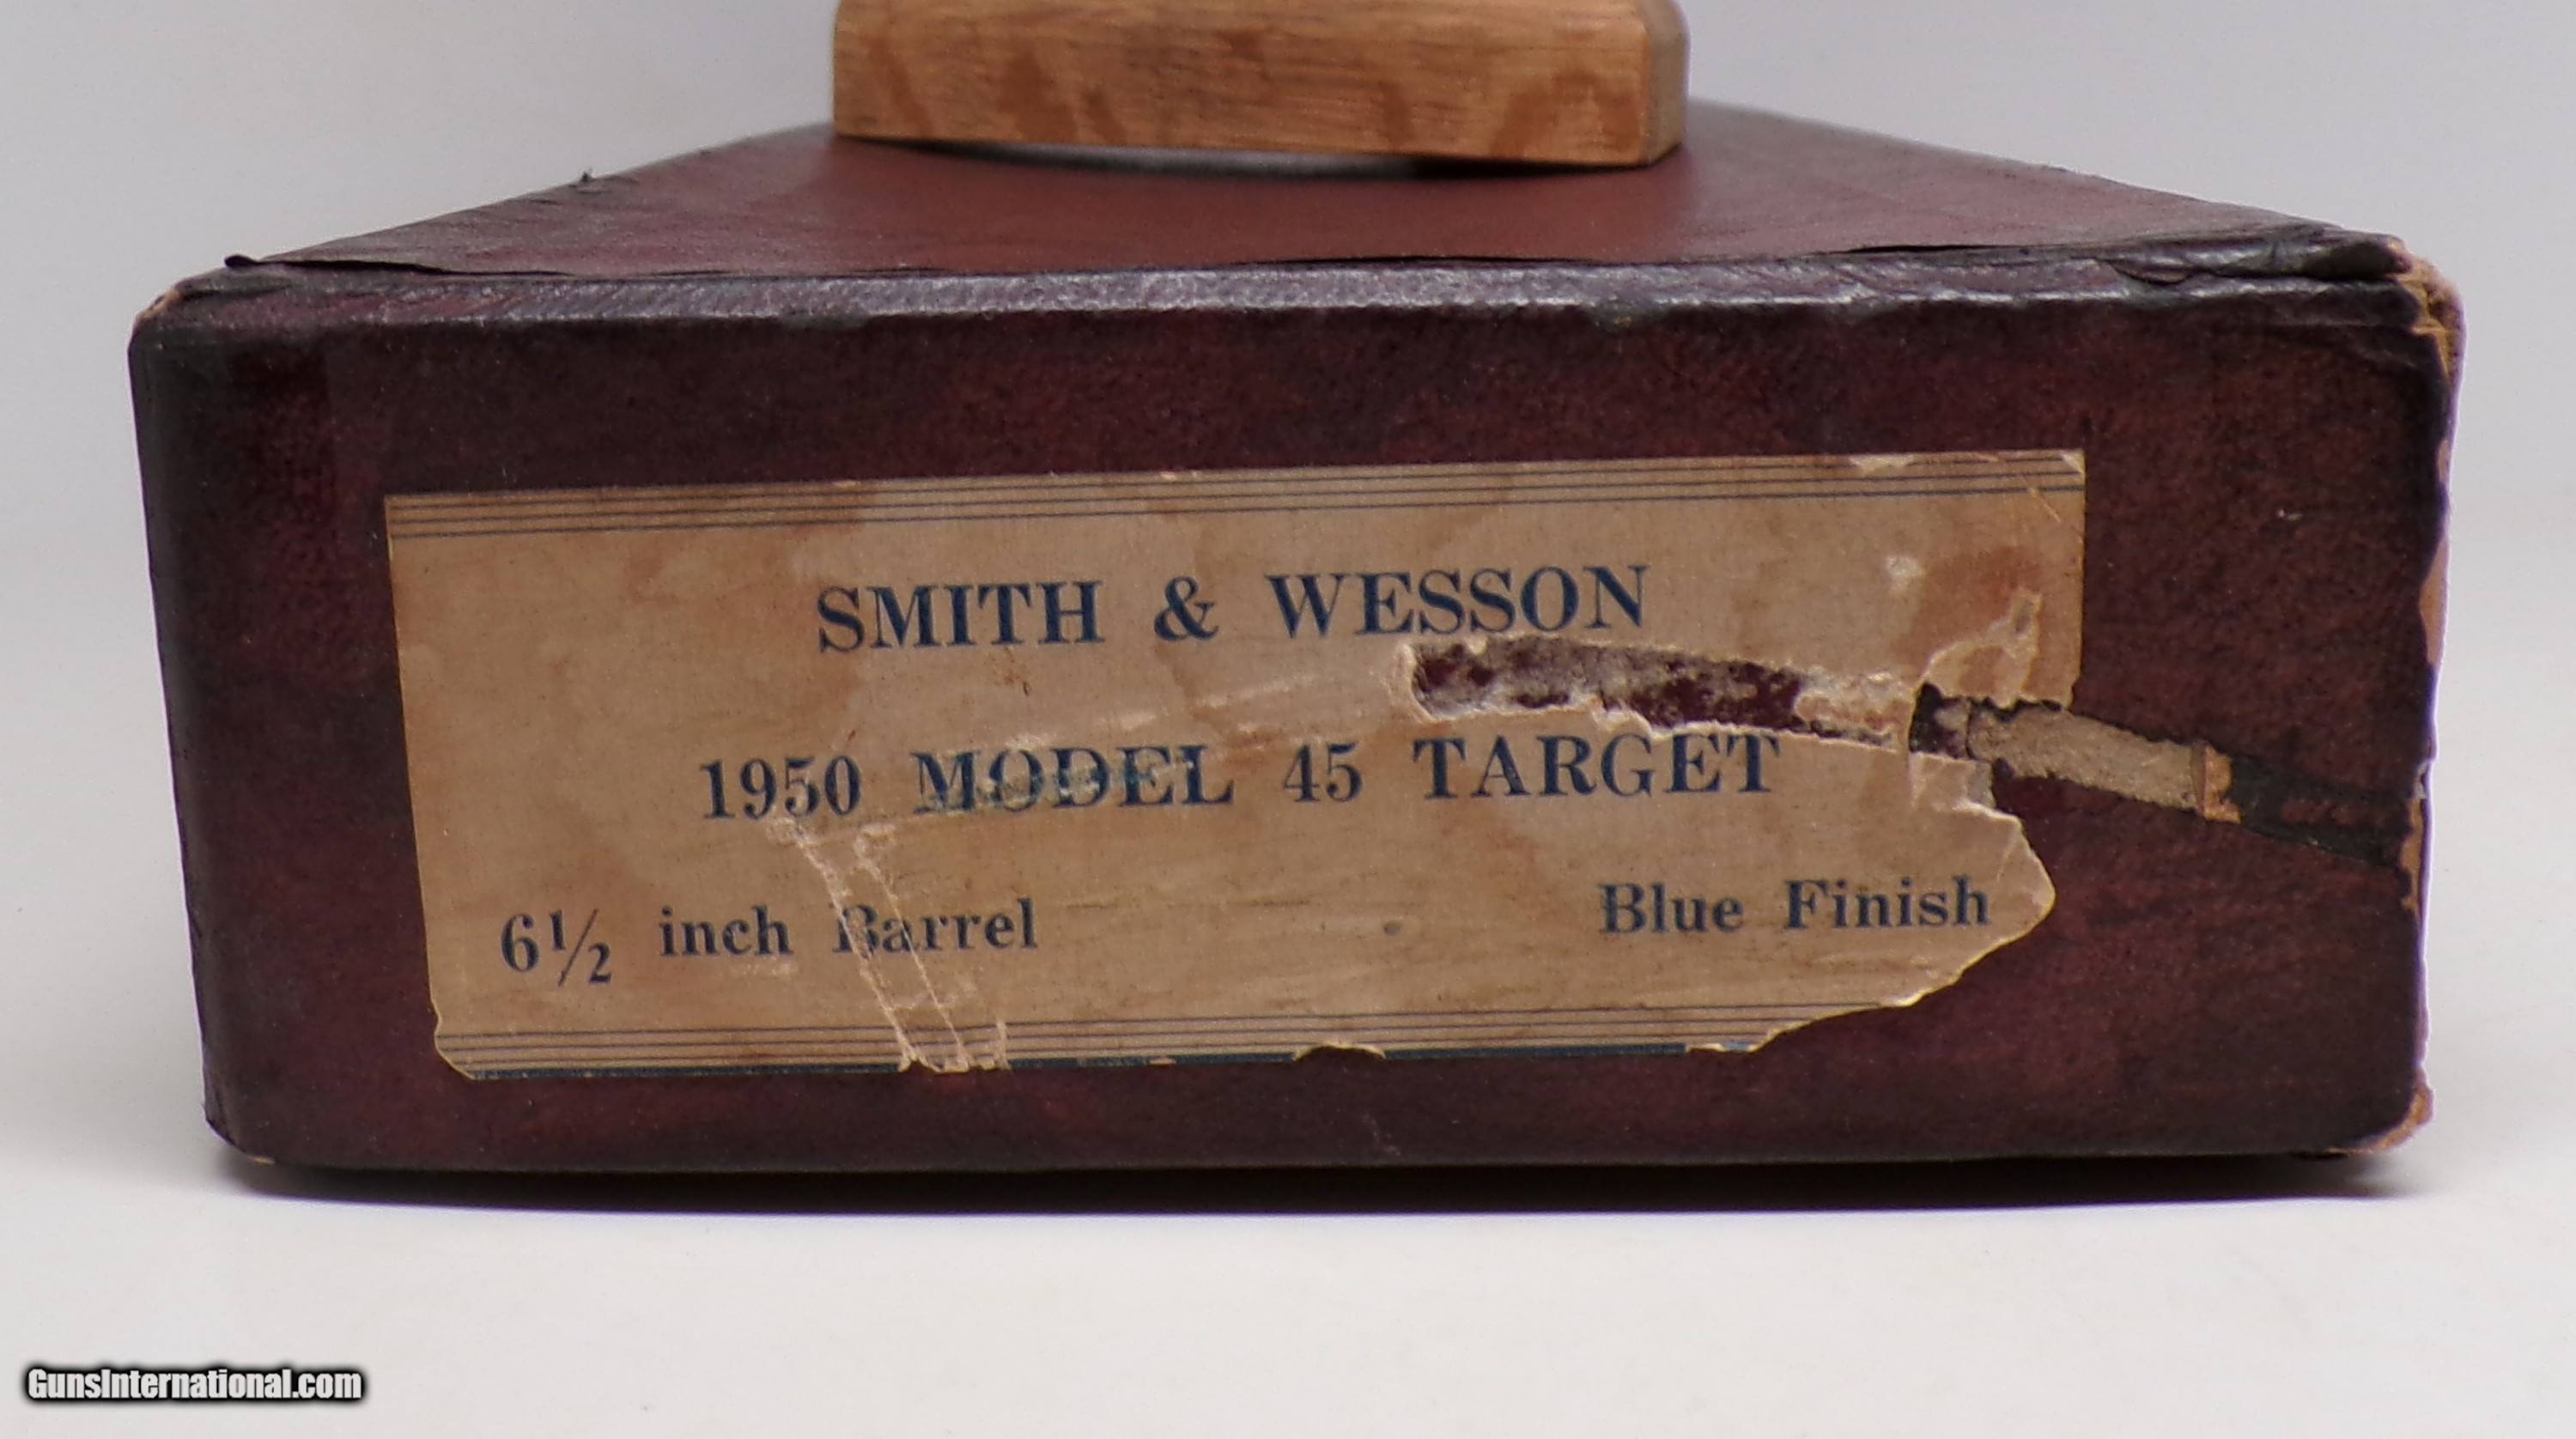 SMITH & WESSON
1950 MODEL 45 TARGET
6½ inch Barrel Blue Finish
GunsInternational.com